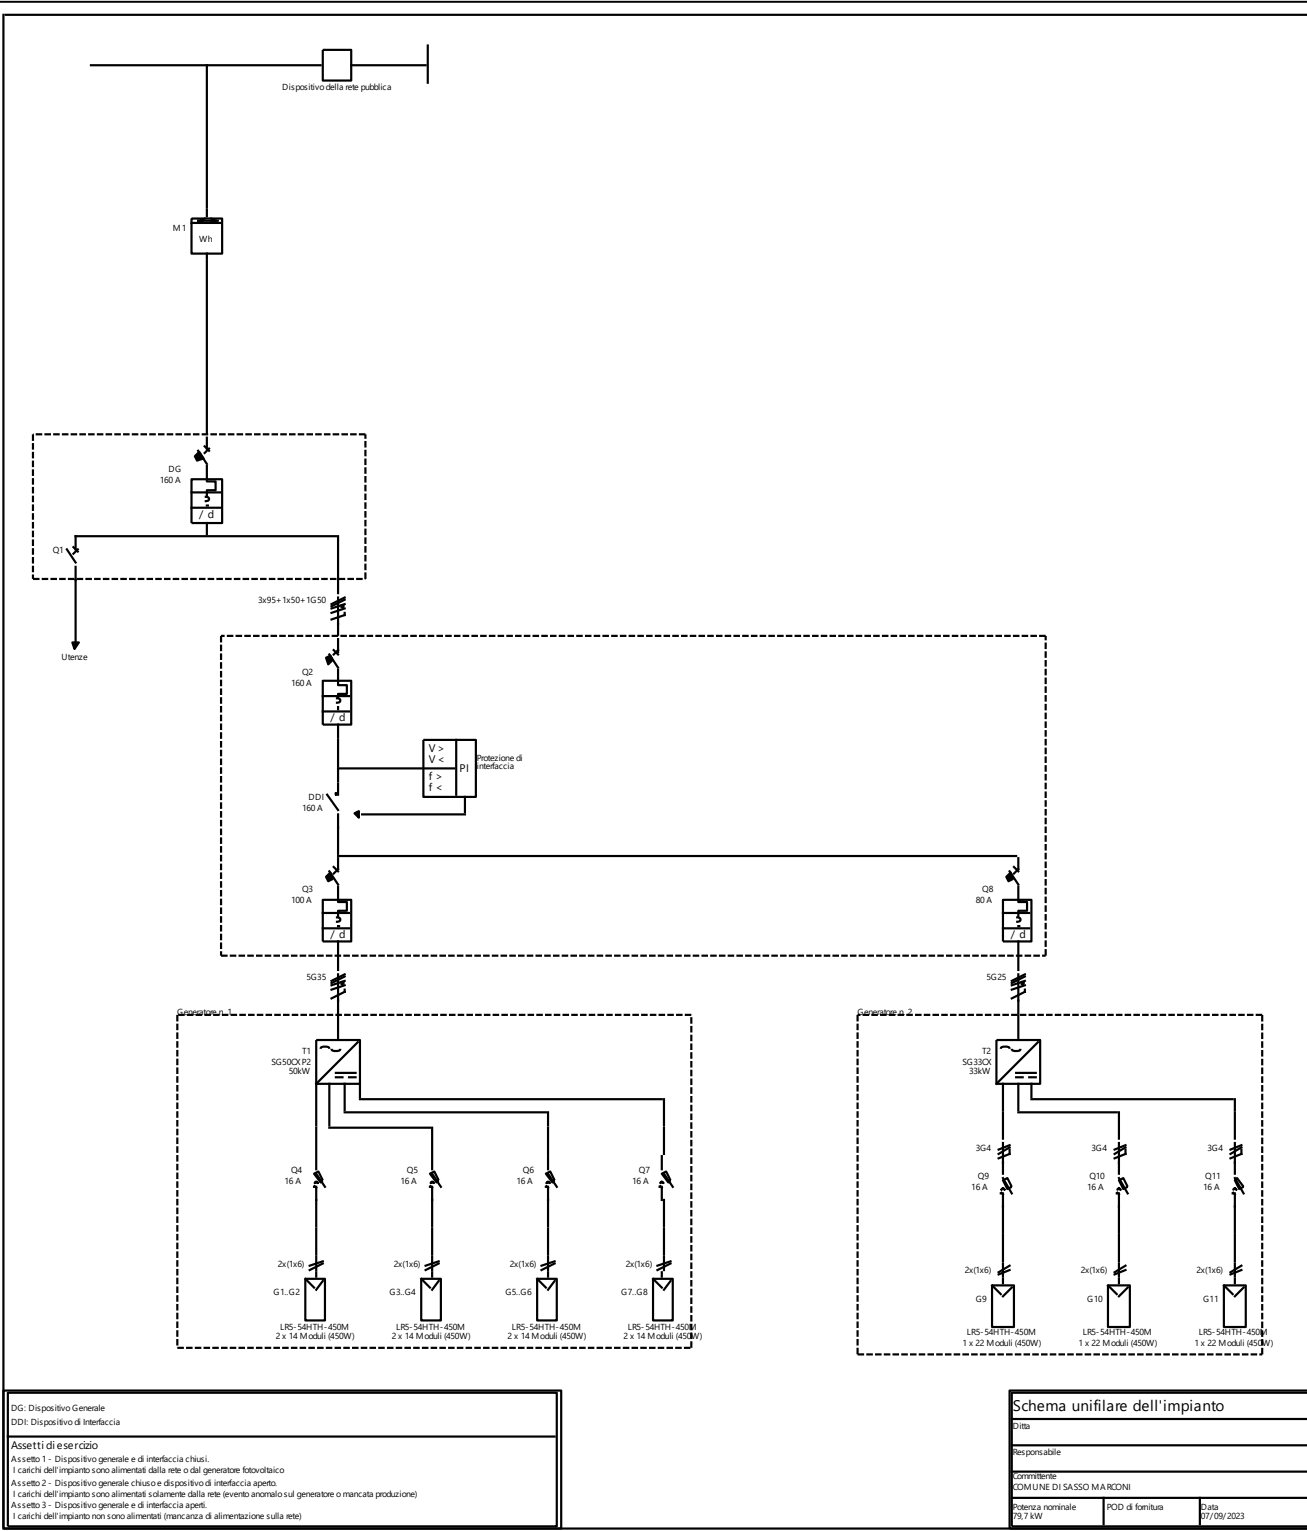 Dispositivo della rete pubblica
M1
Wh
DG
160 A
/ d
Q1
Utenze
3x95+1x50+1G50
Q2
160 A
/ d
V >
V <
f >
f <
PI
Protezione di
interfaccia
DDI
160 A
Q3
100 A
/ d
Q8
80 A
/ d
5G35
5G25
Generatore n. 1
Generatore n. 2
T1
SG50CX P2
50kW
T2
SG33CX
33kW
3G4
3G4
3G4
Q4
16 A
Q5
16 A
Q6
16 A
Q7
16 A
Q9
16 A
Q10
16 A
Q11
16 A
2x(1x6)
2x(1x6)
2x(1x6)
2x(1x6)
2x(1x6)
2x(1x6)
2x(1x6)
G1..G2
G3..G4
G5..G6
G7..G8
G9
G10
G11
LR5-54HTH-450M
2 x 14 Moduli (450W)
LR5-54HTH-450M
2 x 14 Moduli (450W)
LR5-54HTH-450M
2 x 14 Moduli (450W)
LR5-54HTH-450M
2 x 14 Moduli (450W)
LR5-54HTH-450M
1 x 22 Moduli (450W)
LR5-54HTH-450M
1 x 22 Moduli (450W)
LR5-54HTH-450M
1 x 22 Moduli (450W)
DG: Dispositivo Generale
DDI: Dispositivo di Interfaccia
Assetti di esercizio
Assetto 1 - Dispositivo generale e di interfaccia chiusi.
I carichi dell'impianto sono alimentati dalla rete o dal generatore fotovoltaico
Assetto 2 - Dispositivo generale chiuso e dispositivo di interfaccia aperto.
I carichi dell'impianto sono alimentati solamente dalla rete (evento anomalo sul generatore o mancata produzione)
Assetto 3 - Dispositivo generale e di interfaccia aperti.
I carichi dell'impianto non sono alimentati (mancanza di alimentazione sulla rete)
Schema unifilare dell'impianto
Ditta
Responsabile
Committente
COMUNE DI SASSO MARCONI
Potenza nominale
79,7 kW
POD di fornitura
Data
07/09/2023